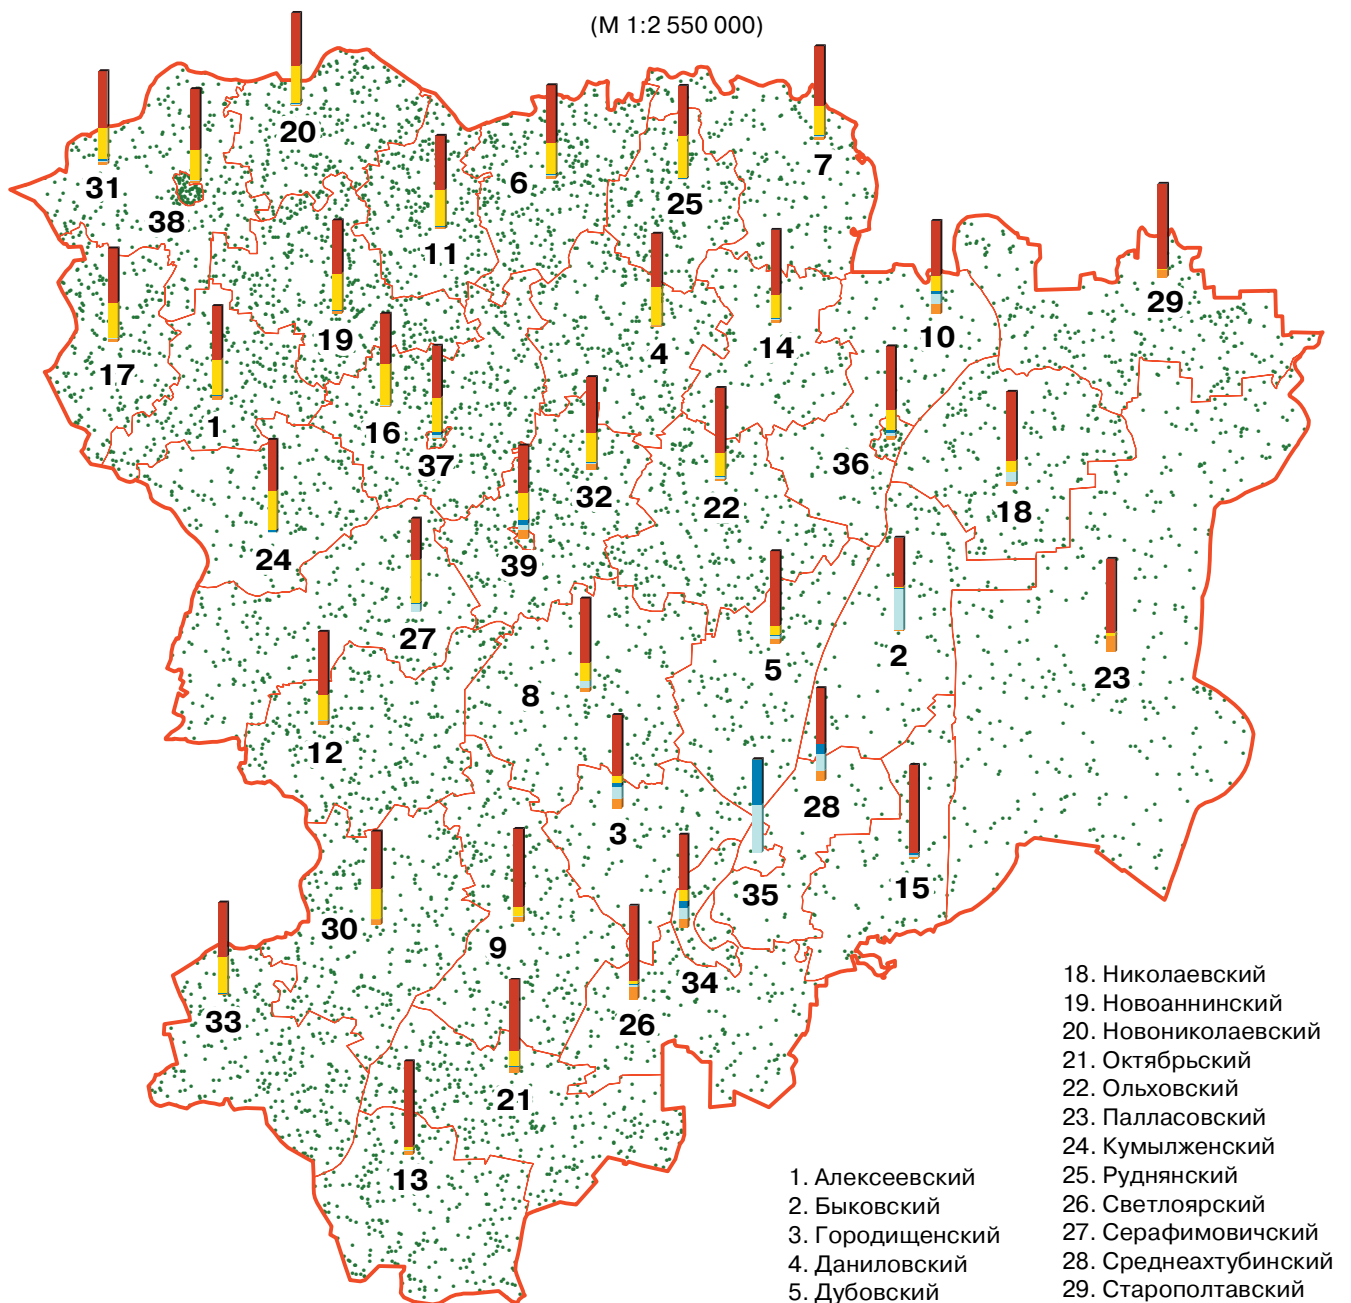 (М 1:2 550 000)
20
7
6
31
25
38
11
29
19
10
4
14
17
1
16
37
36
32
22
18
24
39
27
2
5
23
8
12
28
3
35
15
30
9
34
33
26
21
13
1. Алексеевский
2. Быковский
3. Городищенский
4. Даниловский
5. Дубовский
18. Николаевский
19. Новоаннинский
20. Новониколаевский
21. Октябрьский
22. Ольховский
23. Палласовский
24. Кумылженский
25. Руднянский
26. Светлоярский
27. Серафимовичский
28. Среднеахтубинский
29. Старополтавский